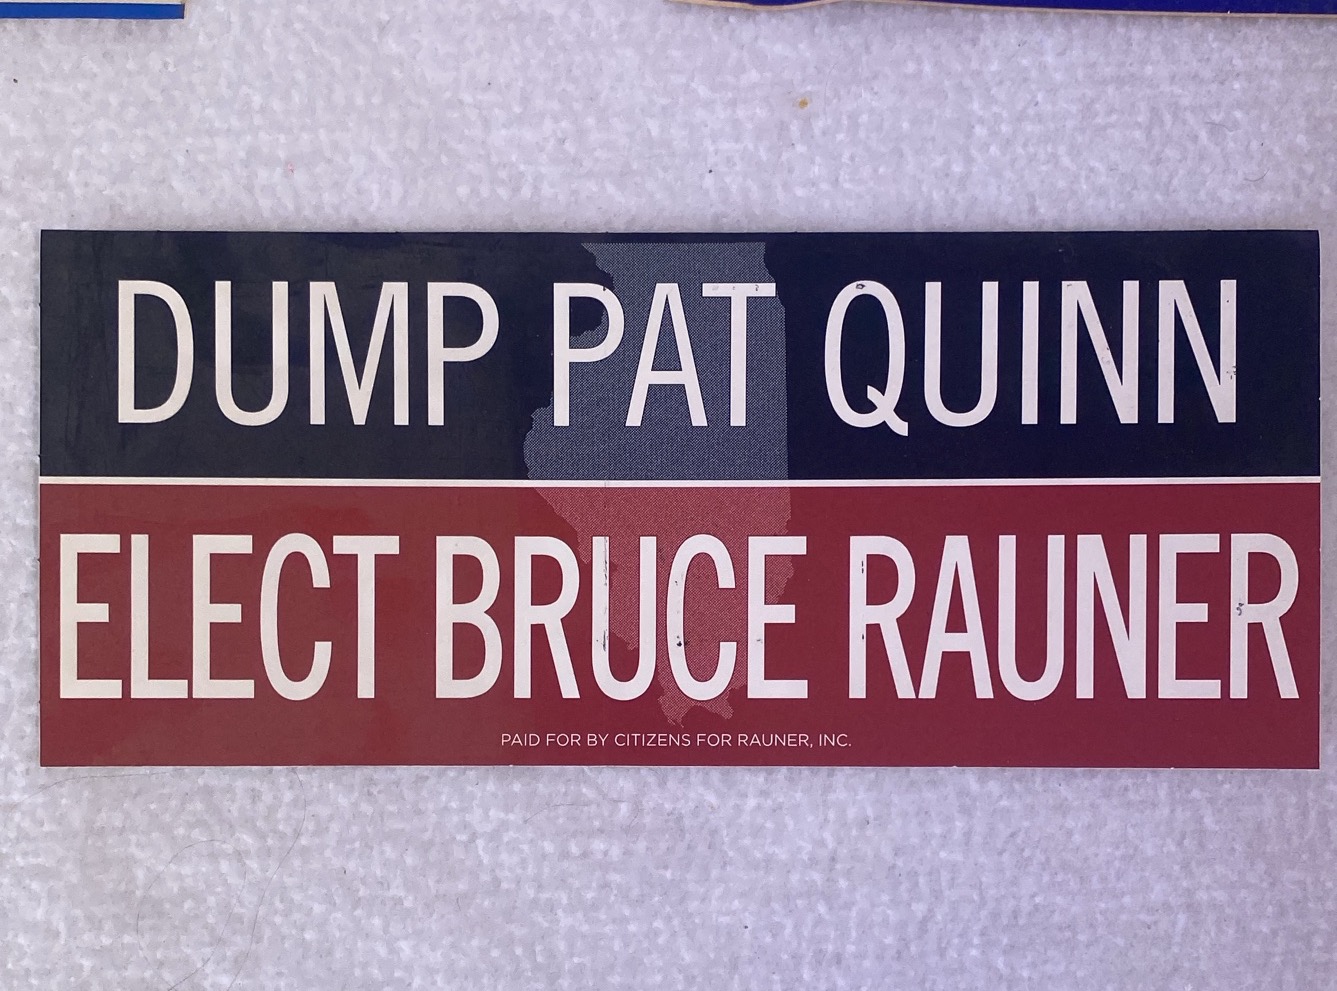 DUMP PAT QUINN
ELECT BRUCE RAUNER
PAID FOR BY CITIZENS FOR RAUNER, INC.